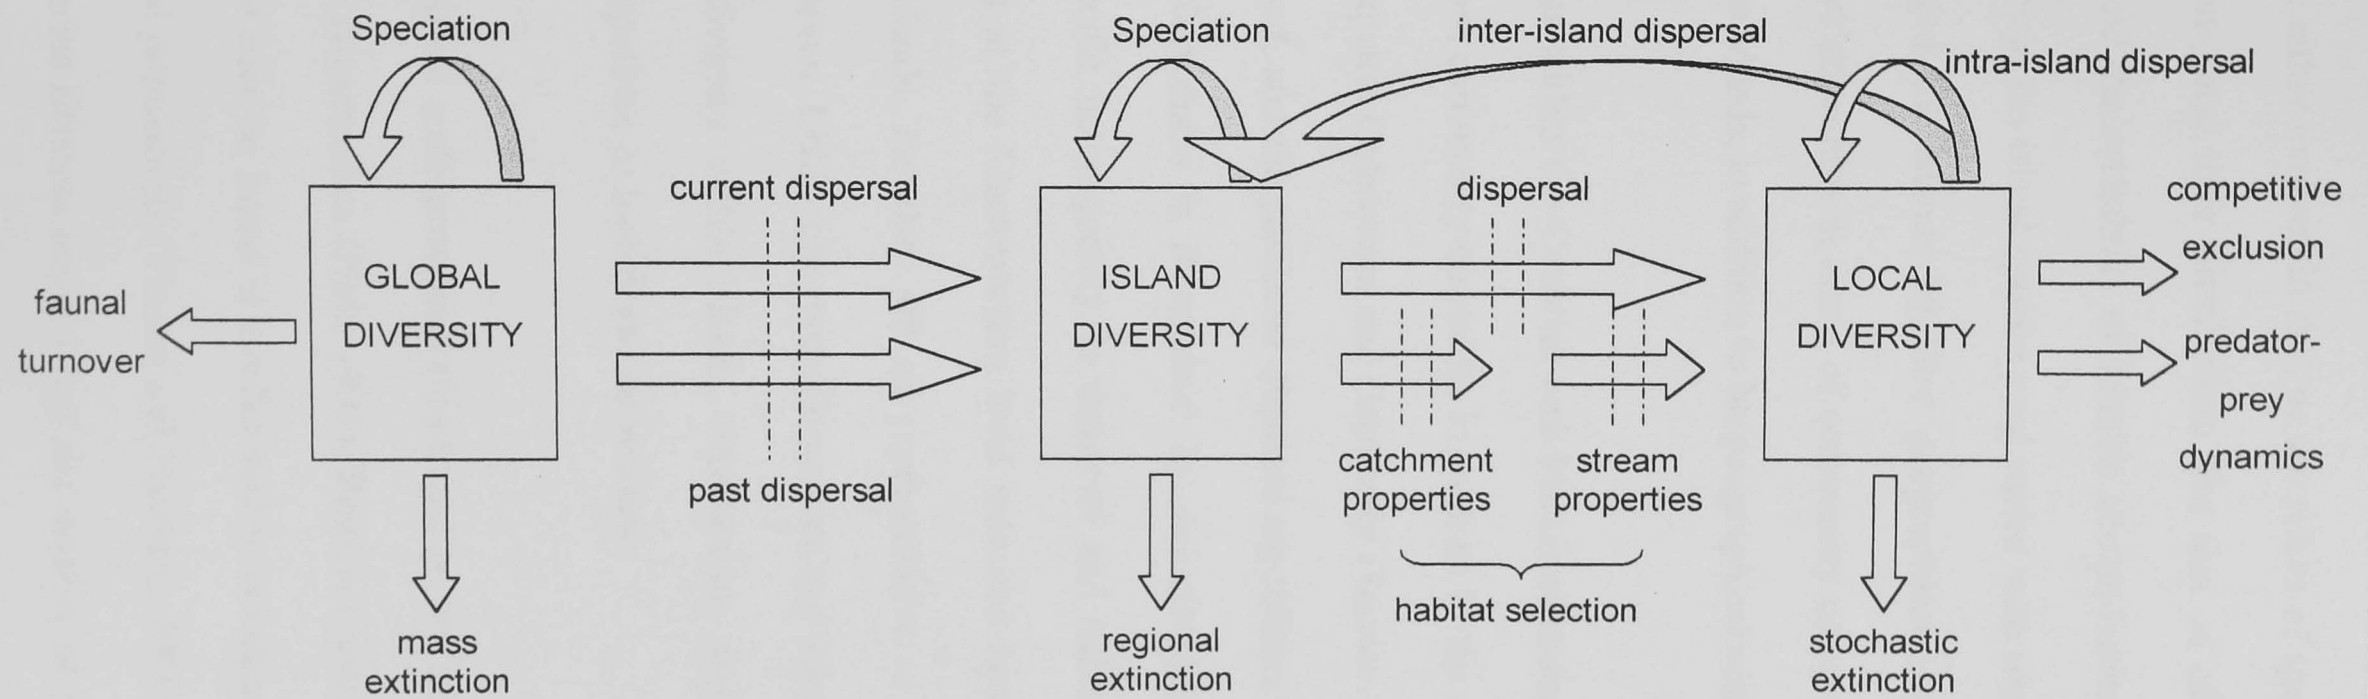 Speciation
Speciation
inter-island dispersal
intra-island dispersal
current dispersal
dispersal
competitive
exclusion
GLOBAL
DIVERSITY
ISLAND
DIVERSITY
LOCAL
DIVERSITY
faunal
turnover
predator-
prey
dynamics
past dispersal
catchment
properties
stream
properties
habitat selection
mass
extinction
regional
extinction
stochastic
extinction